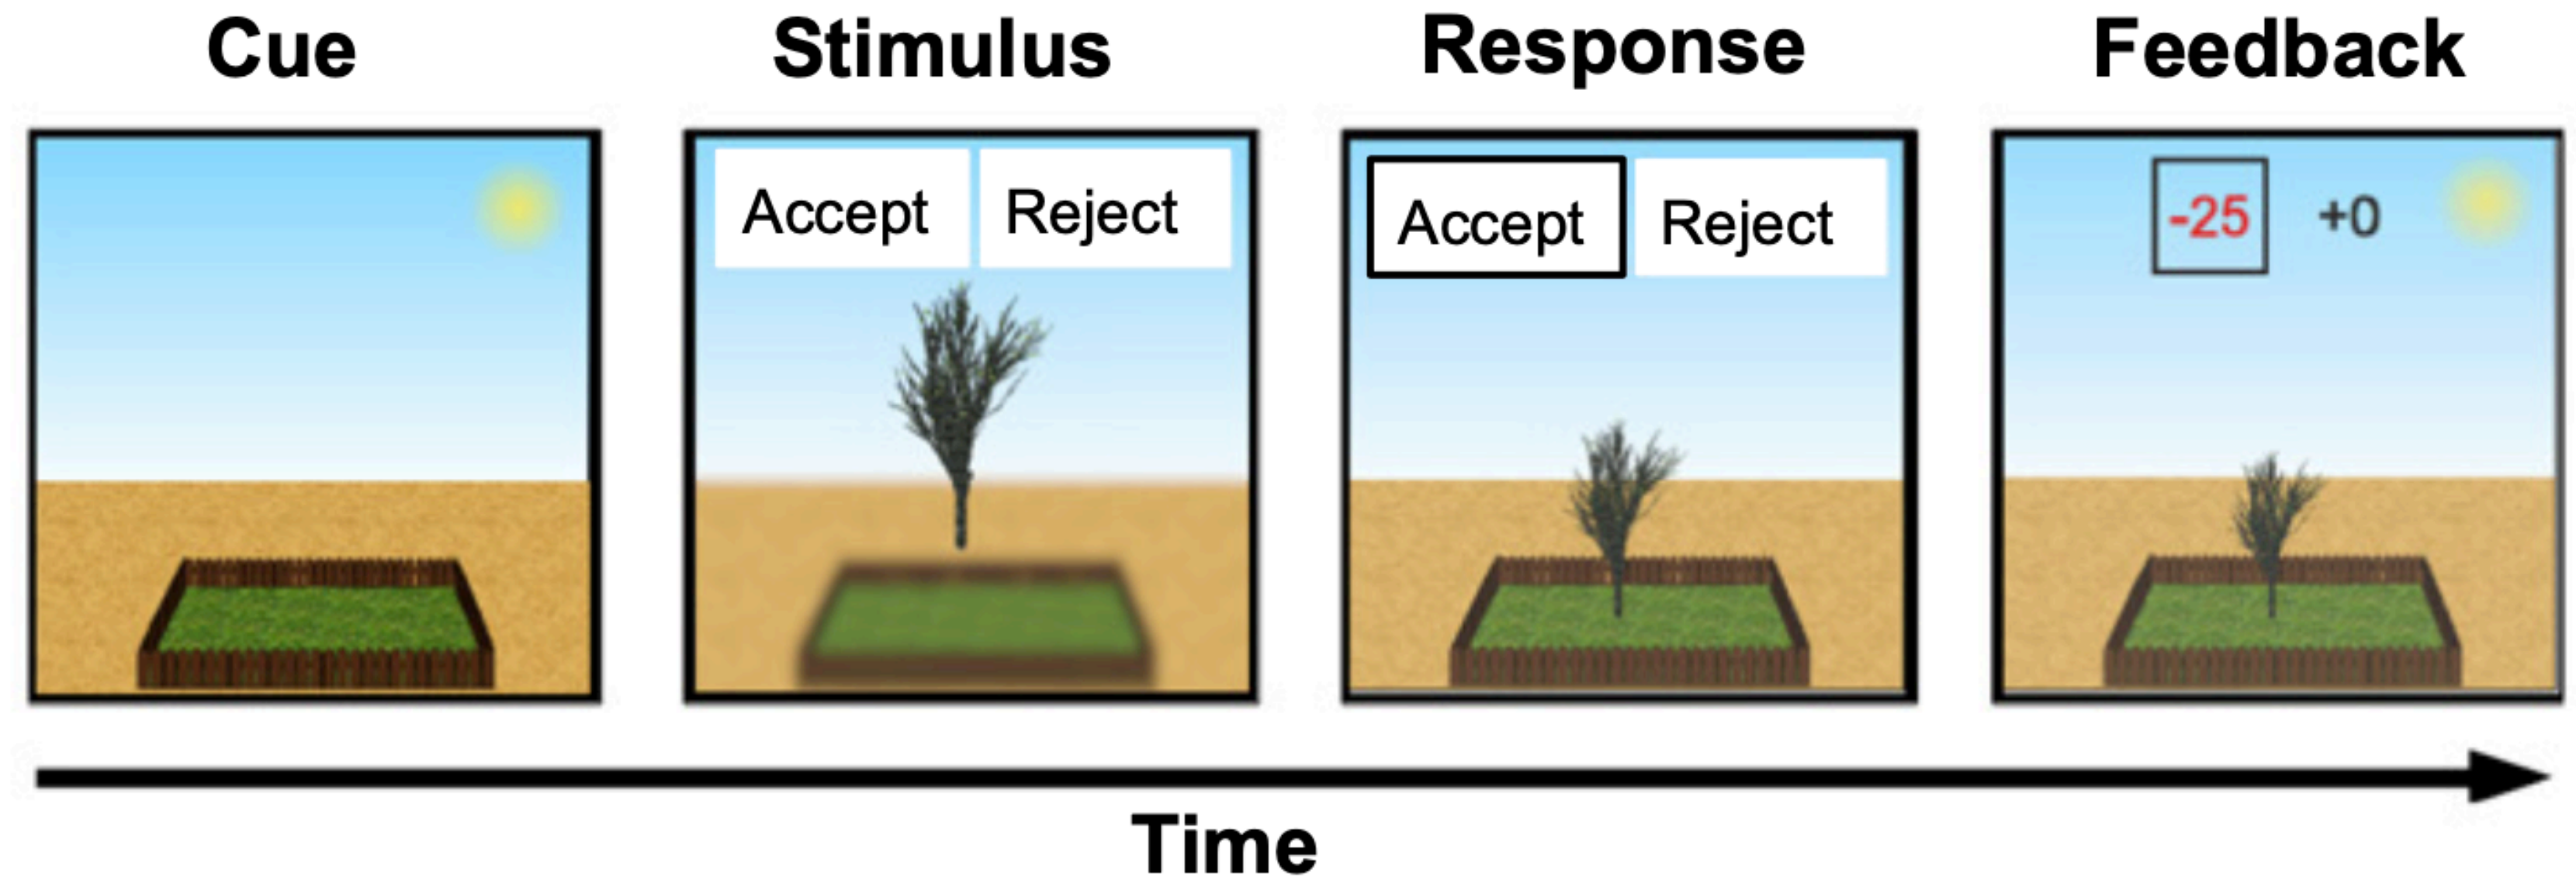 Cue
Stimulus
Response
Feedback
Accept
Reject
Accept
Reject
-25
+0
Time